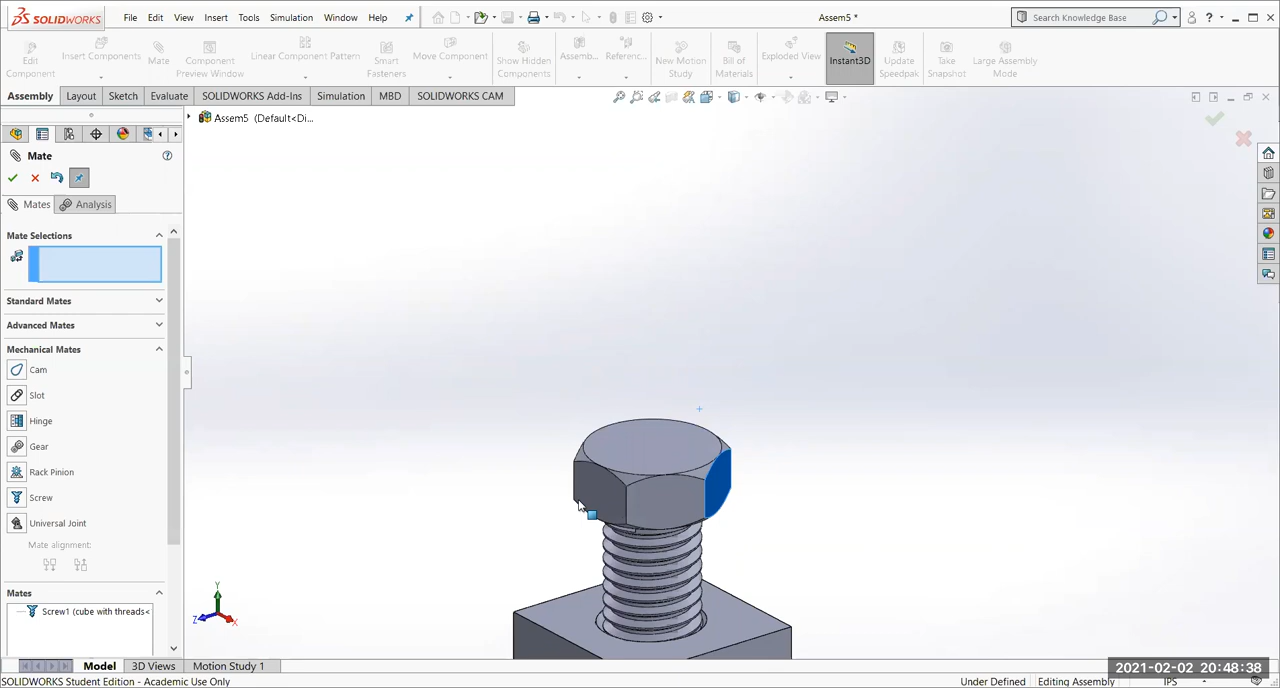 SOLIDWORKS File Edit View Insert Tools Simulation Window Help Assem5 * Search Knowledge Base ?
Edit Component
Insert Components
Mate
Component Preview Window
Linear Component Pattern
Smart Fasteners
Move Component
Show Hidden Components
Assemb...
Referenc...
New Motion Study
Bill of Materials
Exploded View
Instant3D
Update Speedpak
Take Snapshot
Large Assembly Mode
Assembly Layout Sketch Evaluate SOLIDWORKS Add-Ins Simulation MBD SOLIDWORKS CAM
Assem5 (Default<Di...
Mate
Mates Analysis
Mate Selections
Standard Mates
Advanced Mates
Mechanical Mates
Cam
Slot
Hinge
Gear
Rack Pinion
Screw
Universal Joint
Mate alignment:
Mates
Screw1 (cube with threads<
Y
Z
X
Model 3D Views Motion Study 1
2021-02-02 20:48:38
SOLIDWORKS Student Edition - Academic Use Only Under Defined Editing Assembly IPS